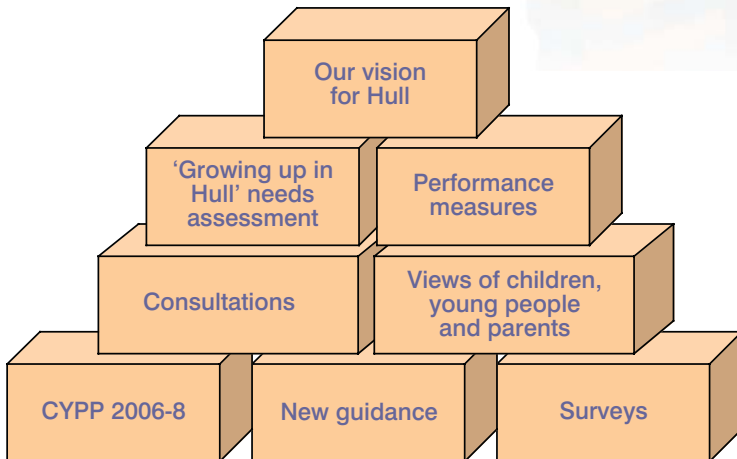 Our vision
for Hull
‘Growing up in
Hull’ needs
assessment
Performance
measures
Consultations
Views of children,
young people
and parents
CYPP 2006-8
New guidance
Surveys